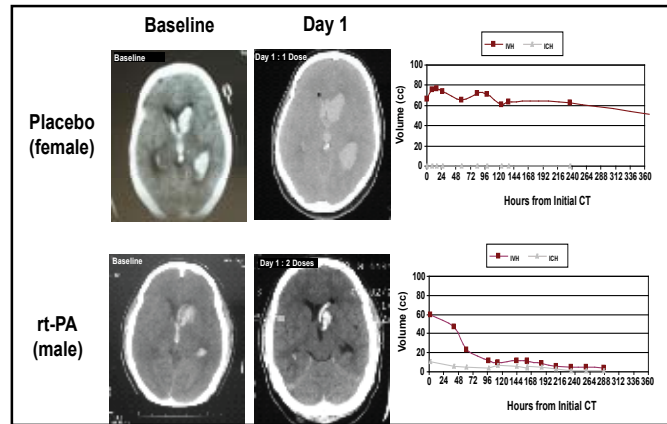 Baseline
Day 1
Placebo
(female)
Baseline
Day 1 : 1 Dose
IVH
ICH
Volume (cc)
100
80
60
40
20
0
0 24 48 72 96 120 144 168 192 216 240 264 288 312 336 360
Hours from Initial CT
rt-PA
(male)
Baseline
Day 1 : 2 Doses
IVH
ICH
Volume (cc)
100
80
60
40
20
0
0 24 48 72 96 120 144 168 192 216 240 264 288 312 336 360
Hours from Initial CT